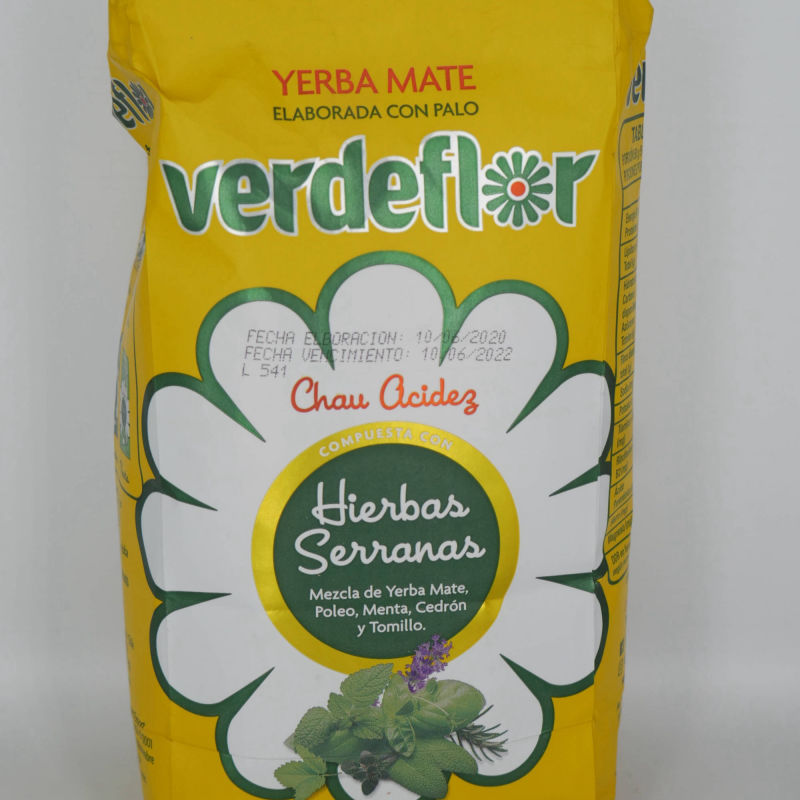 YERBA MATE
ELABORADA CON PALO
verdeflor
FECHA ELBORACION: 10/06/2020
FECHA VENCIMIENTO: 10/06/2022
L 541
Chau Acidez
COMPUESTA CON
Hierbas
Serranas
Mezcla de Yerba Mate,
Poleo, Menta, Cedrón
y Tomillo.